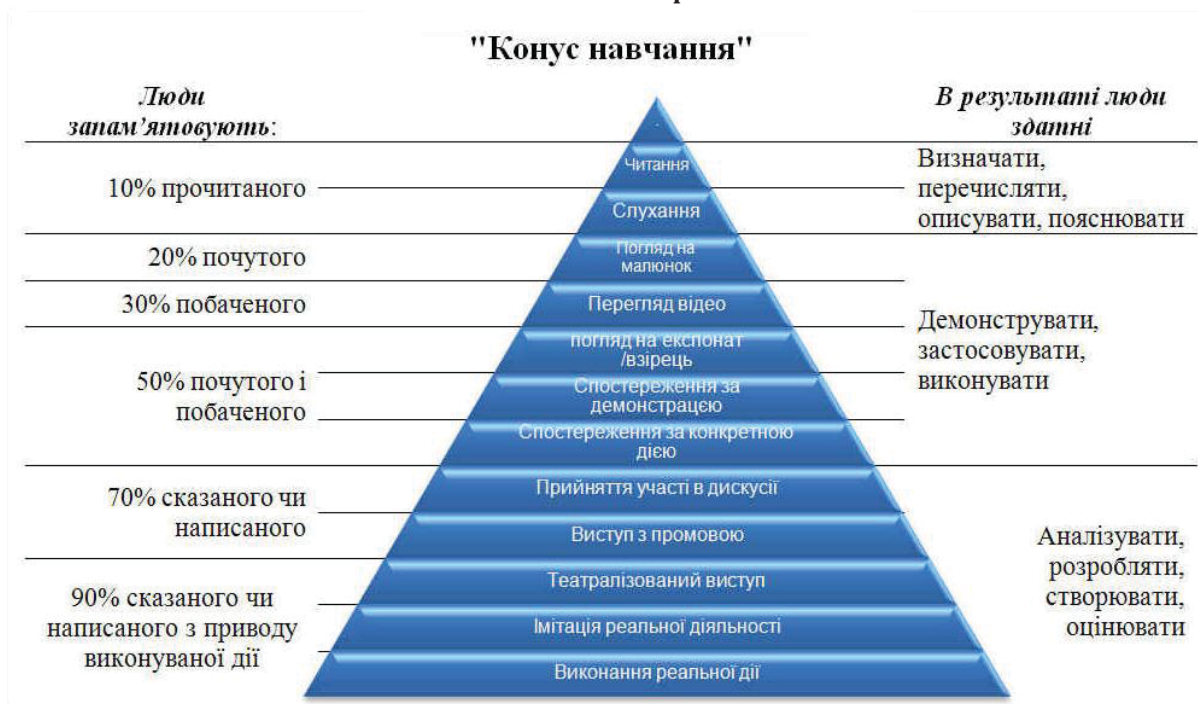 "Конус навчання"
Люди
запам’ятовують:
10% прочитаного
20% почутого
30% побаченого
50% почутого і
побаченого
70% сказаного чи
написаного
90% сказаного чи
написаного з приводу
виконуваної дії
Читання
Слухання
Погляд на
малюнок
Перегляд відео
погляд на експонат
/взірець
Спостереження за
демонстрацією
Спостереження за конкретною
дією
Прийняття участі в дискусії
Виступ з промовою
Театралізований виступ
Імітація реальної діяльності
Виконання реальної дії
В результаті люди
здатні
Визначати,
перечисляти,
описувати, пояснювати
Демонструвати,
застосовувати,
виконувати
Аналізувати,
розробляти,
створювати,
оцінювати